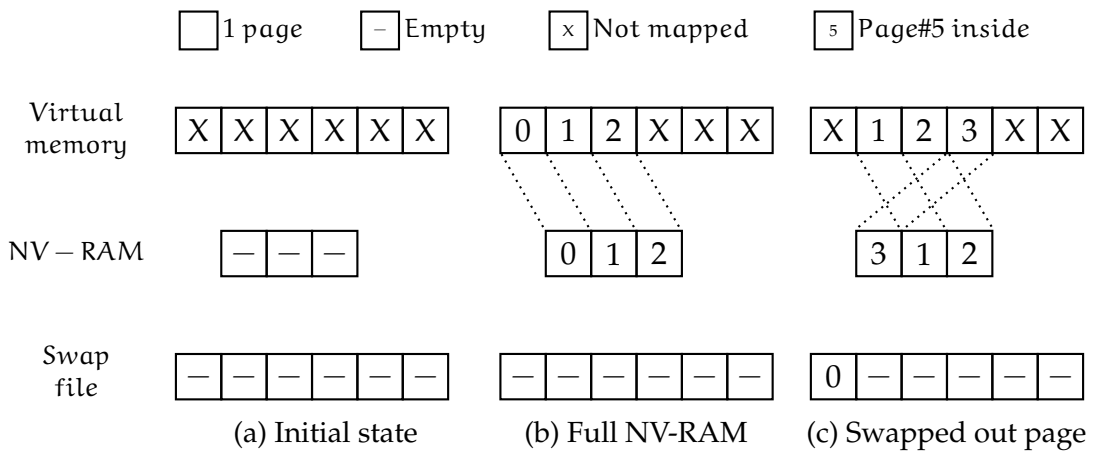 1 page – Empty X Not mapped 5 Page#5 inside
Virtual memory
X X X X X X 0 1 2 X X X X 1 2 3 X X
NV – RAM
– – – 0 1 2 3 1 2
Swap file
– – – – – – – – – – – – 0 – – – – –
(a) Initial state (b) Full NV-RAM (c) Swapped out page